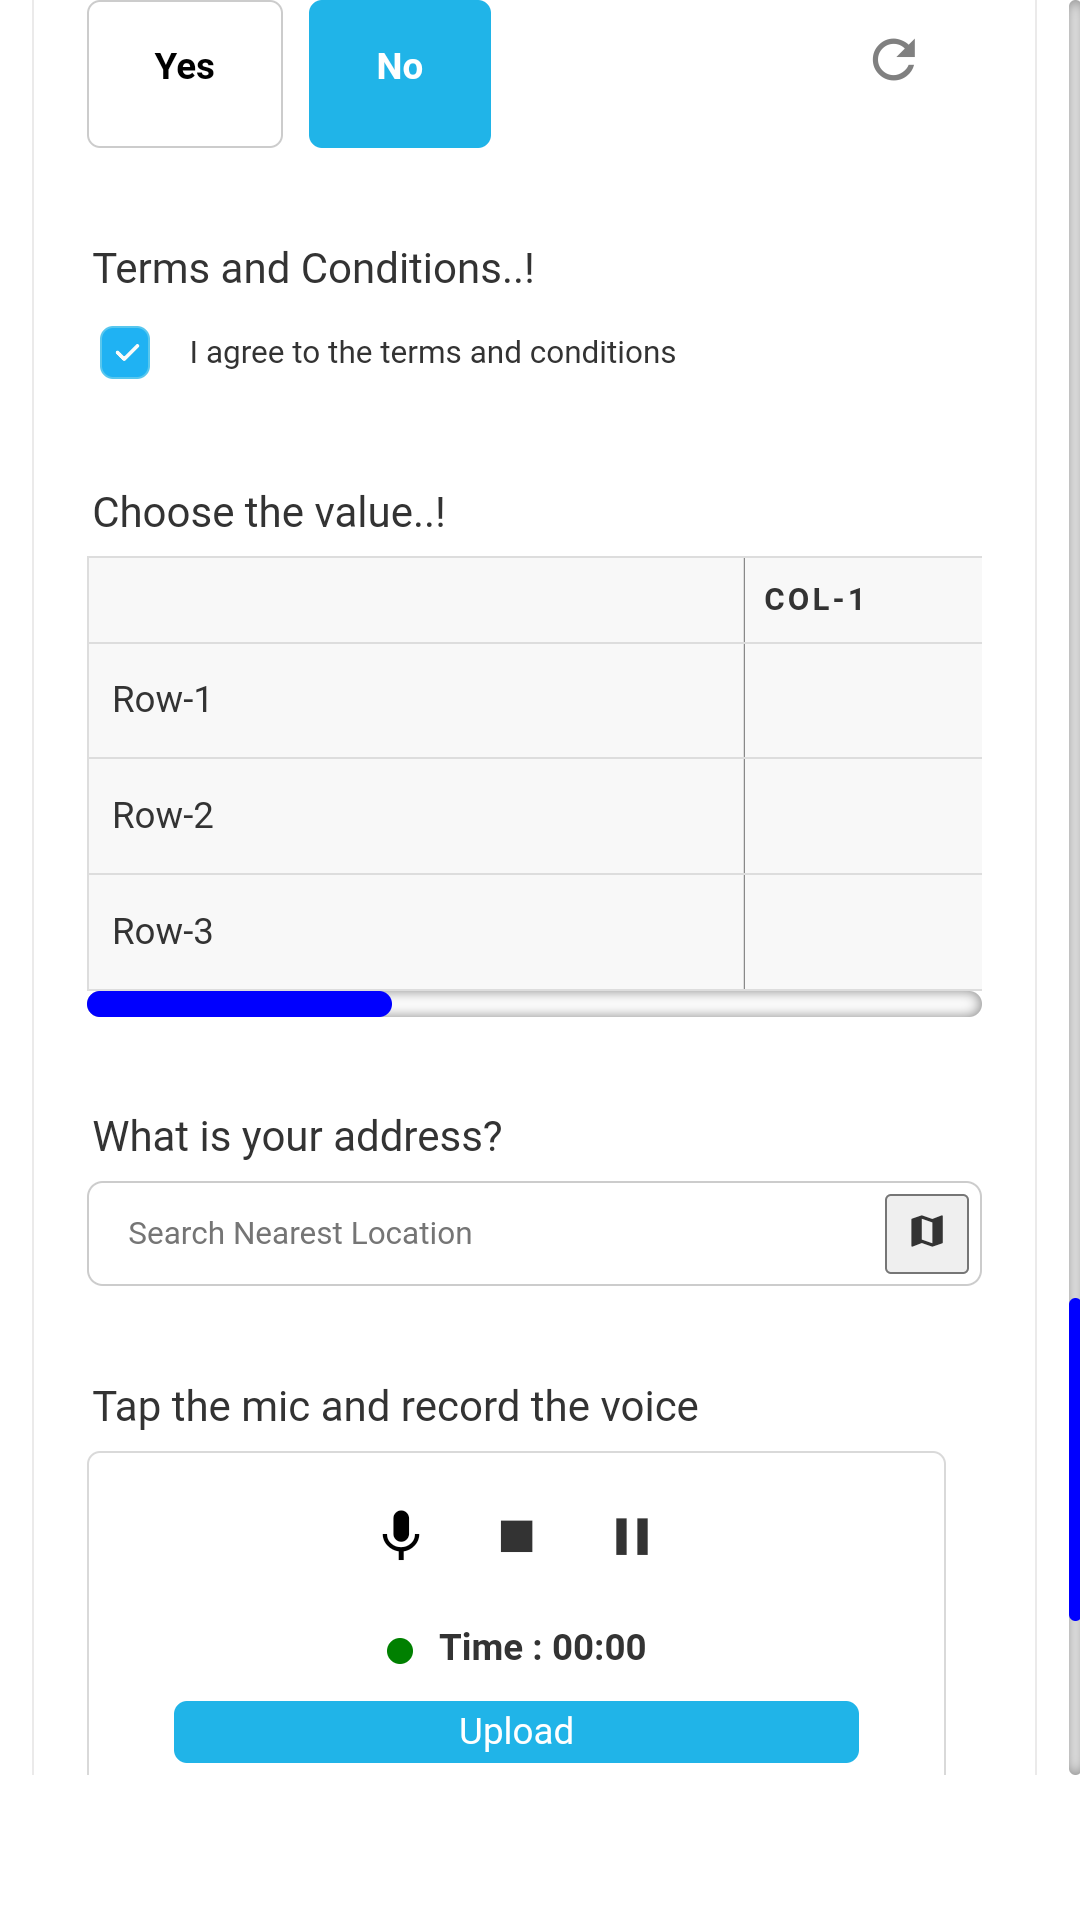 Yes No
Terms and Conditions..!
I agree to the terms and conditions
Choose the value..!
COL-1
Row-1
Row-2
Row-3
What is your address?
Search Nearest Location
Tap the mic and record the voice
Time : 00:00
Upload